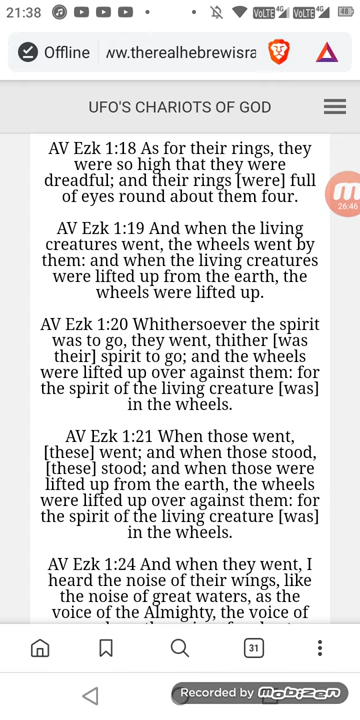 21:38
VoLTE 4G VoLTE 4G 48
Offline
ww.therealhebrewisra
UFO'S CHARIOTS OF GOD
AV Ezk 1:18 As for their rings, they
were so high that they were
dreadful; and their rings [were] full
of eyes round about them four.
AV Ezk 1:19 And when the living
creatures went, the wheels went by
them: and when the living creatures
were lifted up from the earth, the
wheels were lifted up.
AV Ezk 1:20 Whithersoever the spirit
was to go, they went, thither [was
their] spirit to go; and the wheels
were lifted up over against them: for
the spirit of the living creature [was]
in the wheels.
AV Ezk 1:21 When those went,
[these] went; and when those stood,
[these] stood; and when those were
lifted up from the earth, the wheels
were lifted up over against them: for
the spirit of the living creature [was]
in the wheels.
AV Ezk 1:24 And when they went, I
heard the noise of their wings, like
the noise of great waters, as the
voice of the Almighty, the voice of
26:46
31
Recorded by mobizen